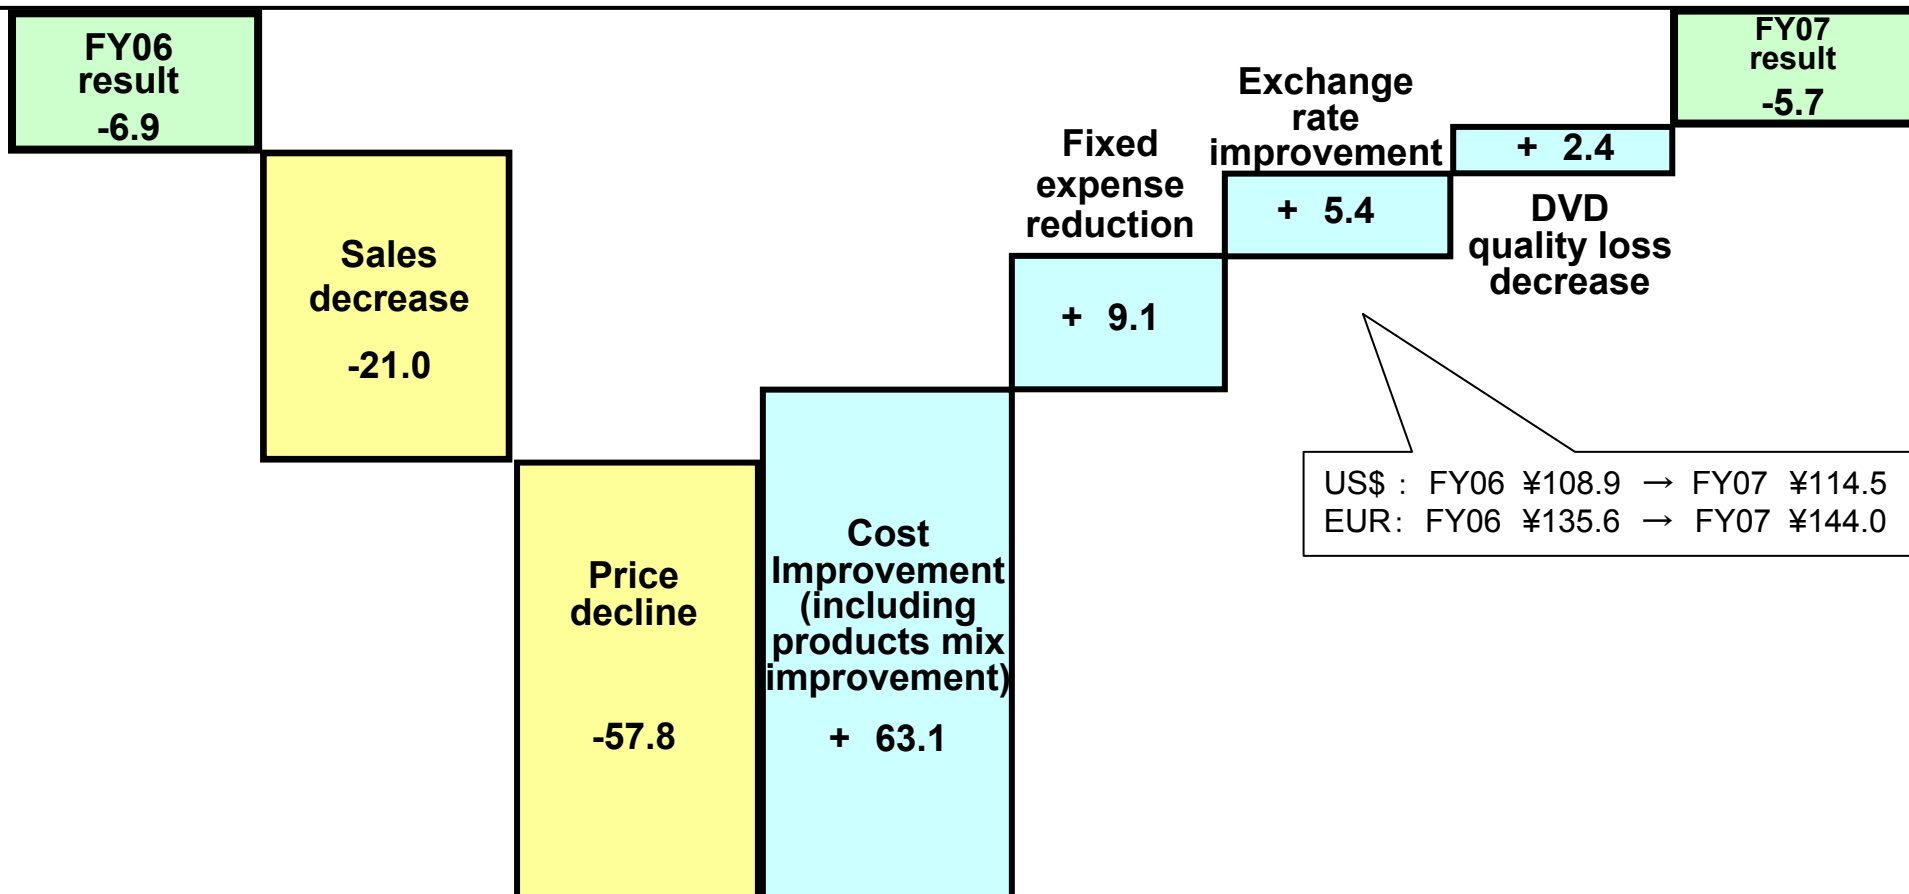 FY06
result
-6.9
Sales
decrease
-21.0
Price
decline
-57.8
Cost
Improvement
(including
products mix
improvement)
+ 63.1
Fixed
expense
reduction
+ 9.1
Exchange
rate
improvement
+ 5.4
+ 2.4
DVD
quality loss
decrease
FY07
result
-5.7
US$ : FY06 ¥108.9 → FY07 ¥114.5
EUR: FY06 ¥135.6 → FY07 ¥144.0